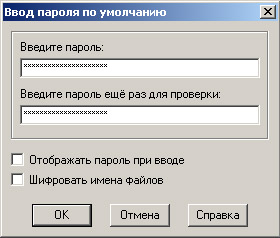 Ввод пароля по умолчанию
Введите пароль:
********************
Введите пароль ещё раз для проверки:
********************
Отображать пароль при вводе
Шифровать имена файлов
OK Отмена Справка